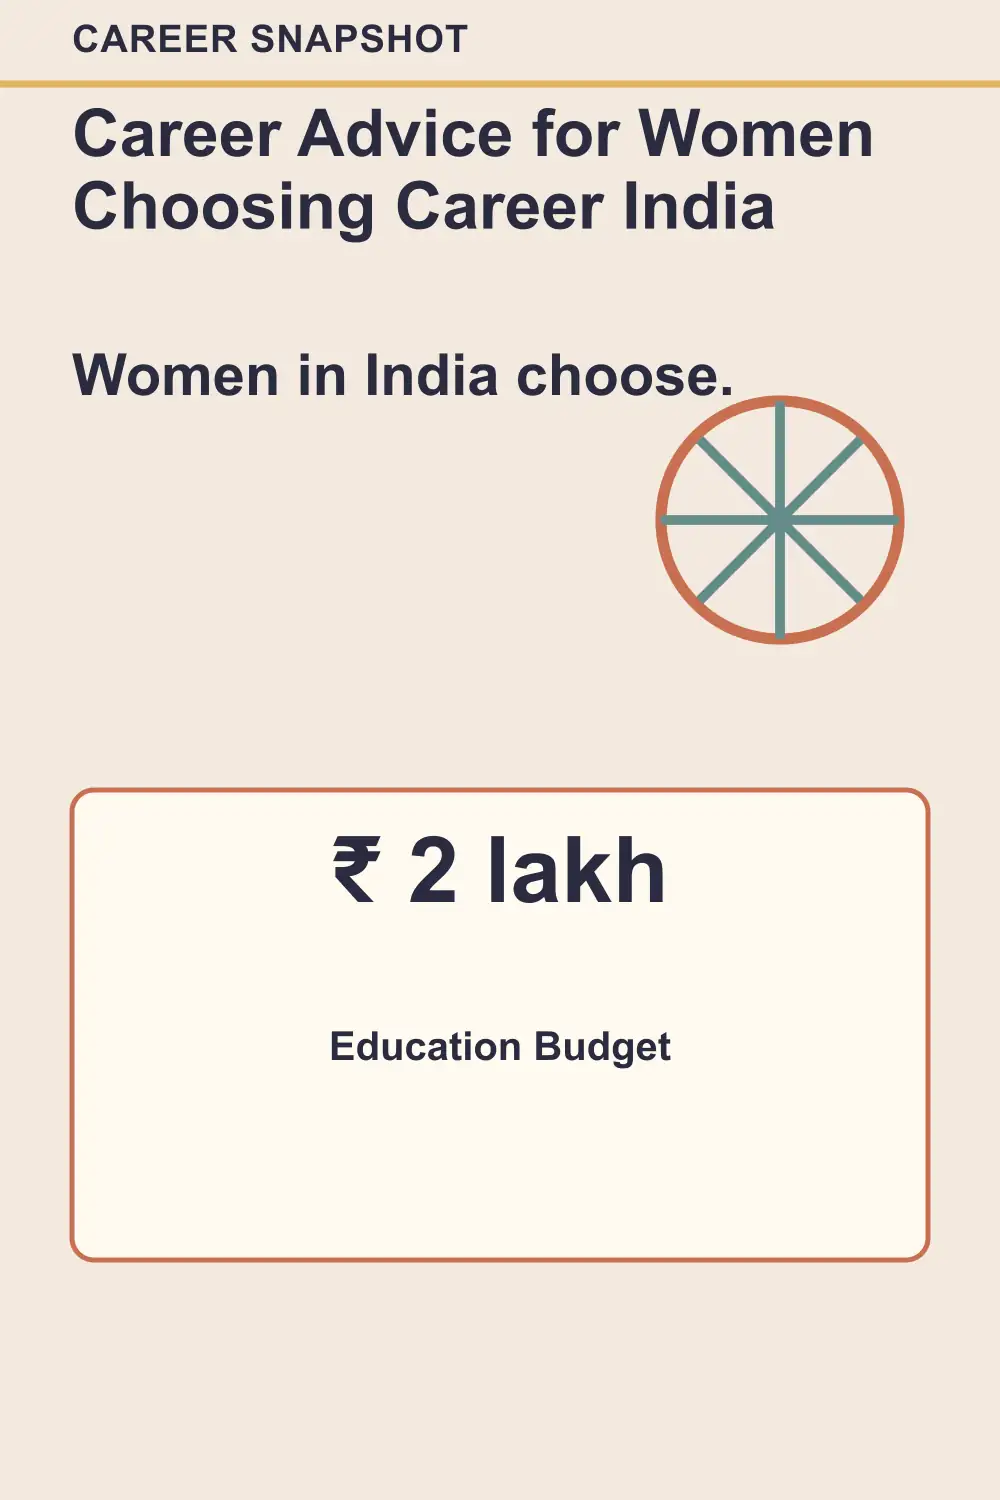 CAREER SNAPSHOT
Career Advice for Women
Choosing Career India
Women in India choose.
₹ 2 lakh
Education Budget